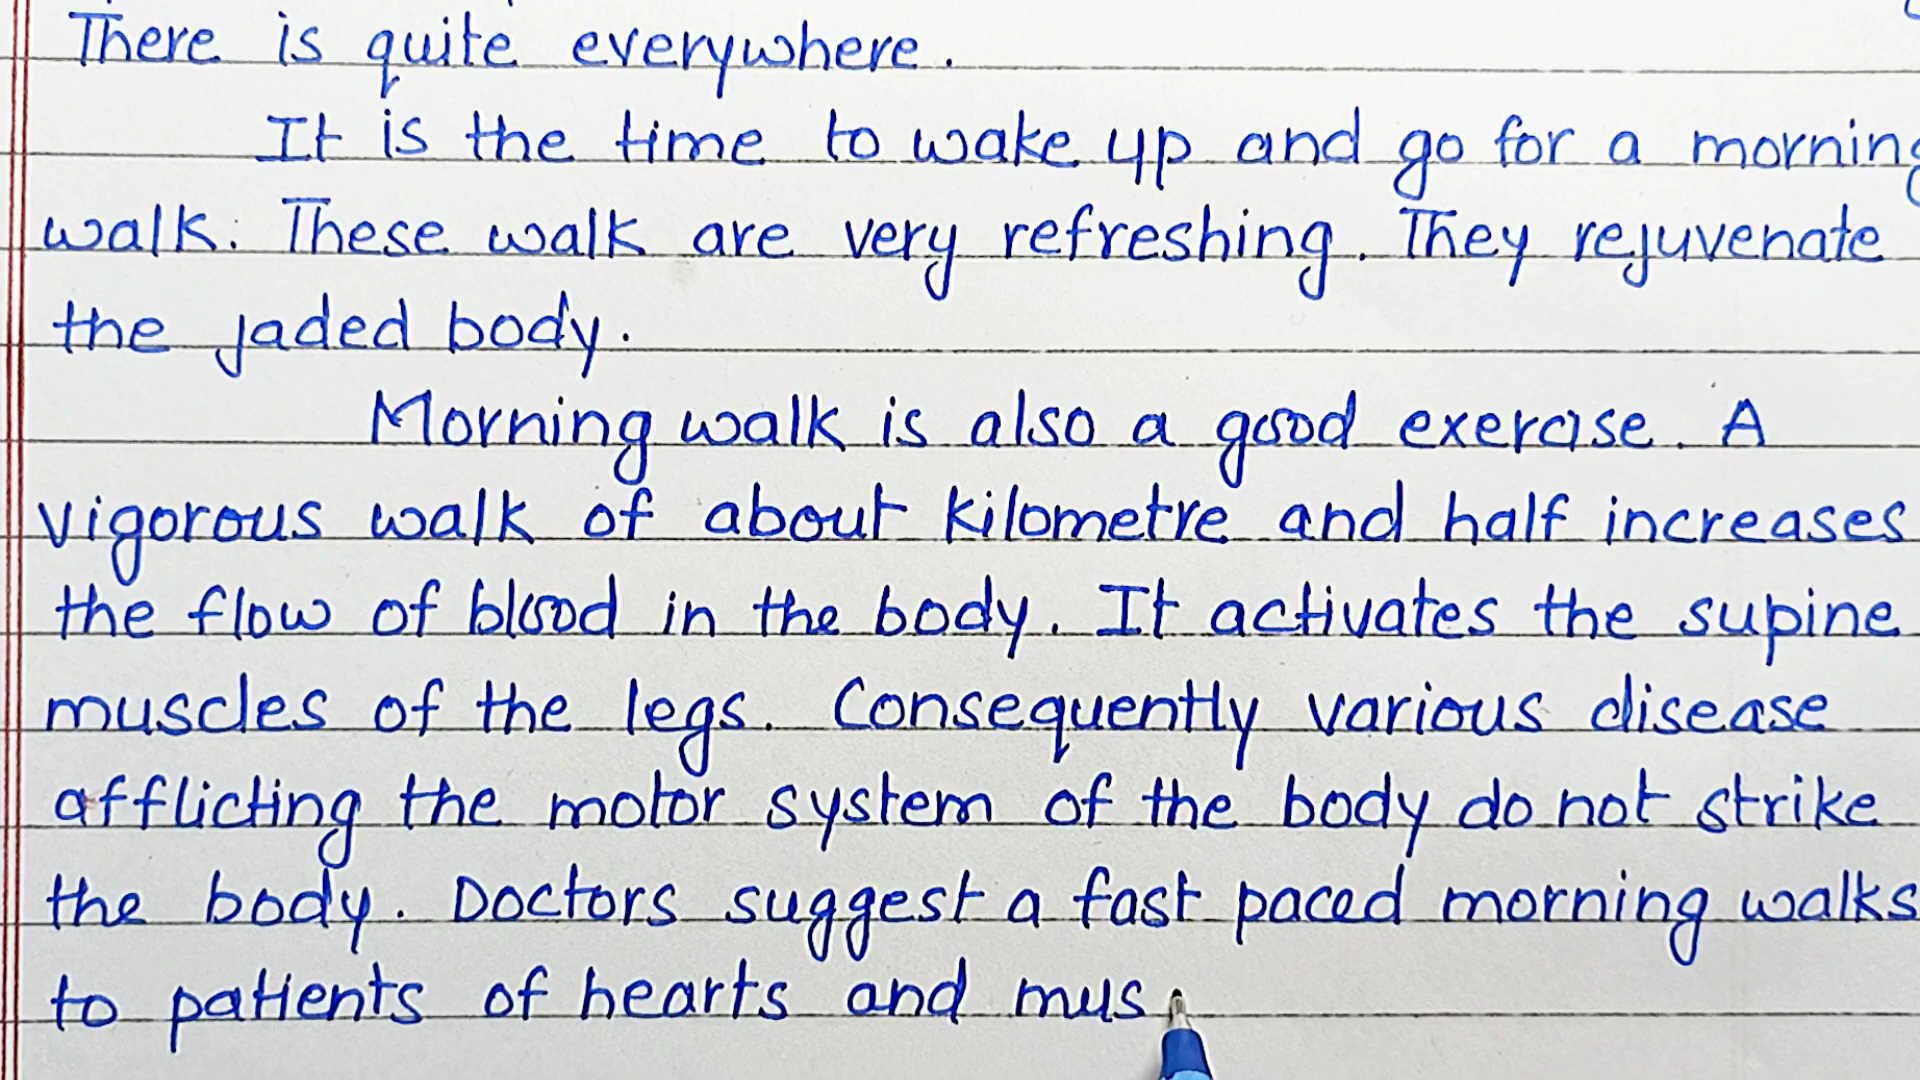 There is quite everywhere.
It is the time to wake up and go for a morning
walk. These walk are very refreshing. They rejuvenate
the jaded body.
Morning walk is also a good exercise. A
vigorous walk of about kilometre and half increases
the flow of blood in the body. It activates the supine
muscles of the legs. Consequently various disease
afflicting the motor system of the body do not strike
the body. Doctors suggest a fast paced morning walks
to patients of hearts and mus